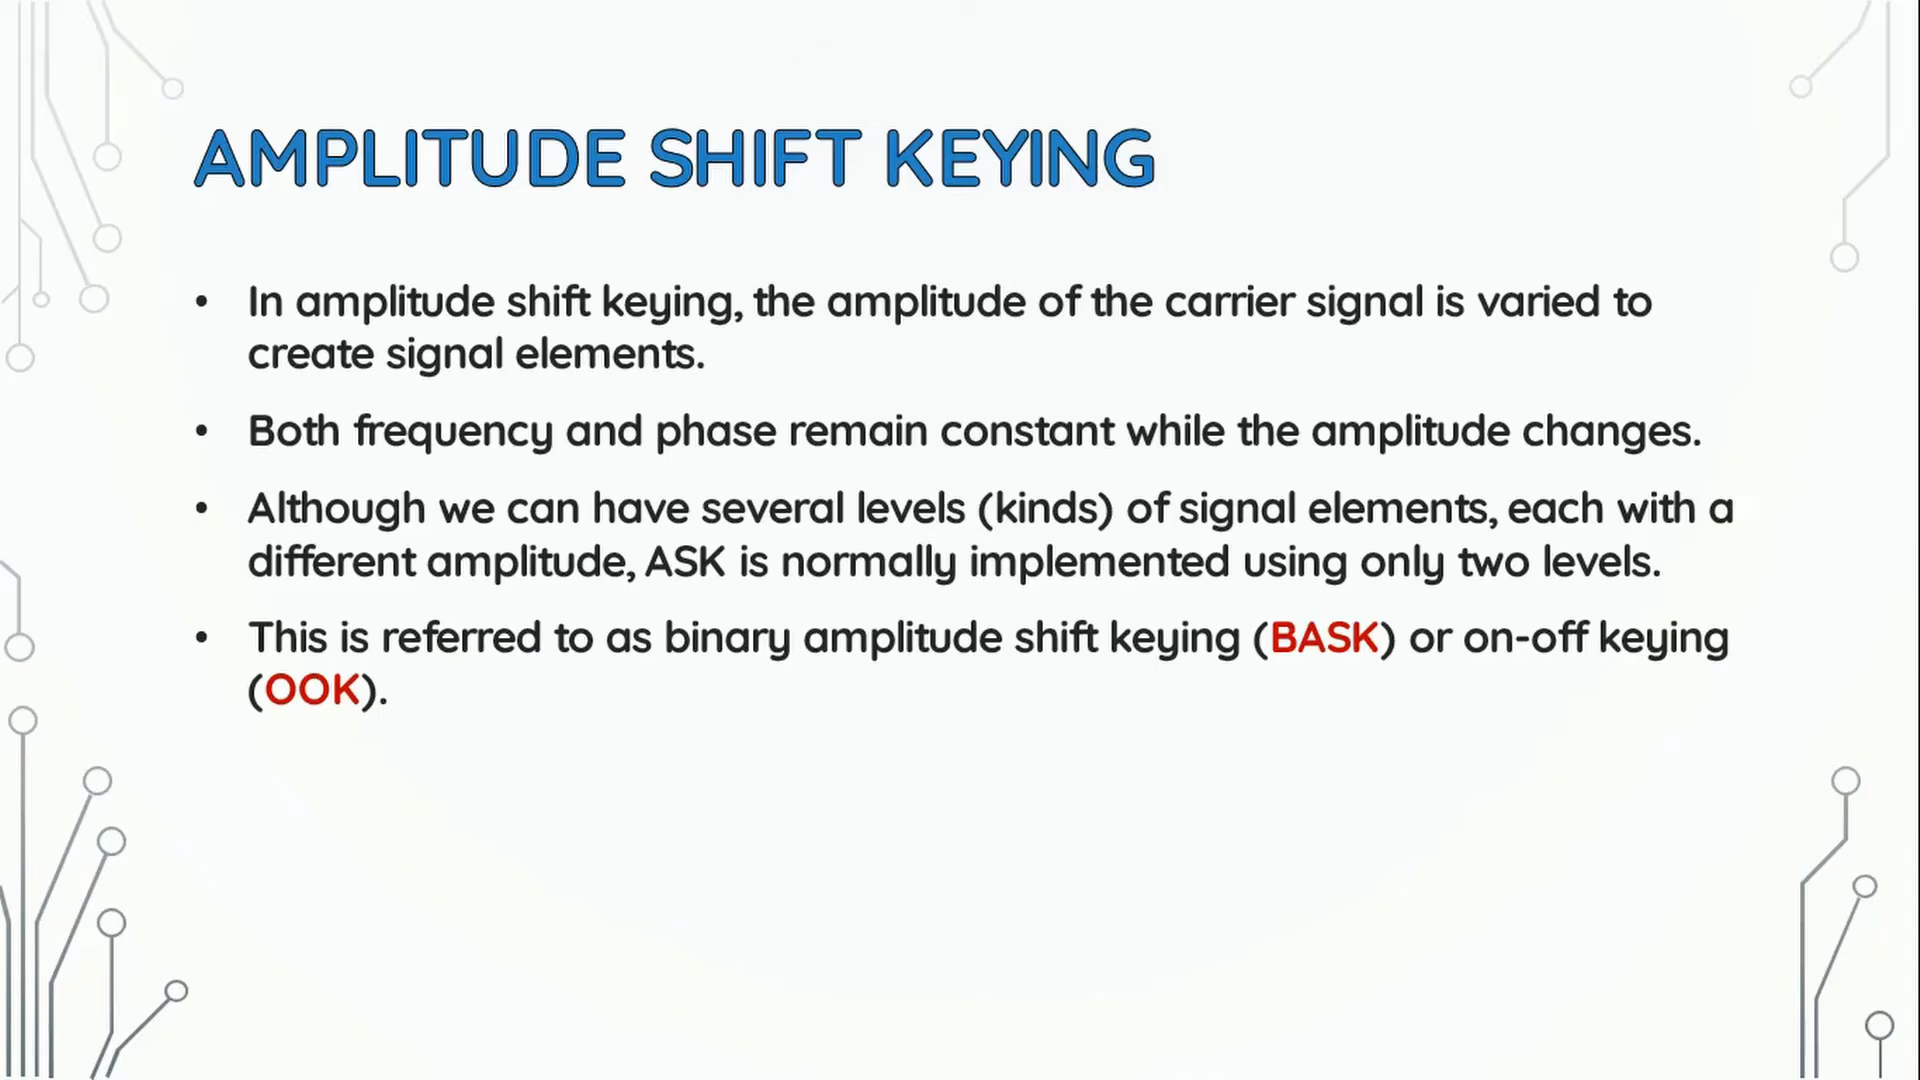 AMPLITUDE SHIFT KEYING
• In amplitude shift keying, the amplitude of the carrier signal is varied to
create signal elements.
• Both frequency and phase remain constant while the amplitude changes.
• Although we can have several levels (kinds) of signal elements, each with a
different amplitude, ASK is normally implemented using only two levels.
• This is referred to as binary amplitude shift keying (BASK) or on-off keying
(OOK).